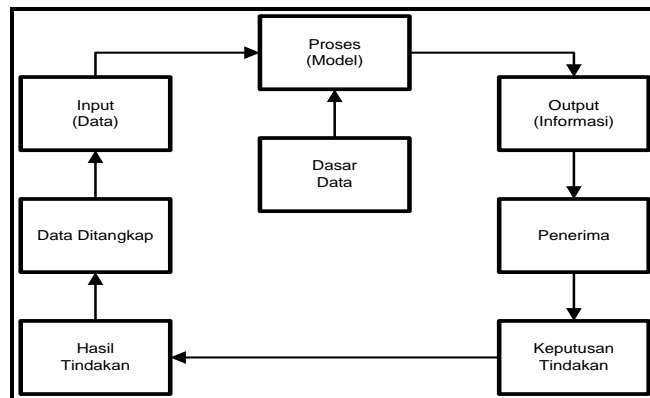 Proses
(Model)
Input
(Data)
Output
(Informasi)
Dasar
Data
Data Ditangkap
Penerima
Hasil
Tindakan
Keputusan
Tindakan